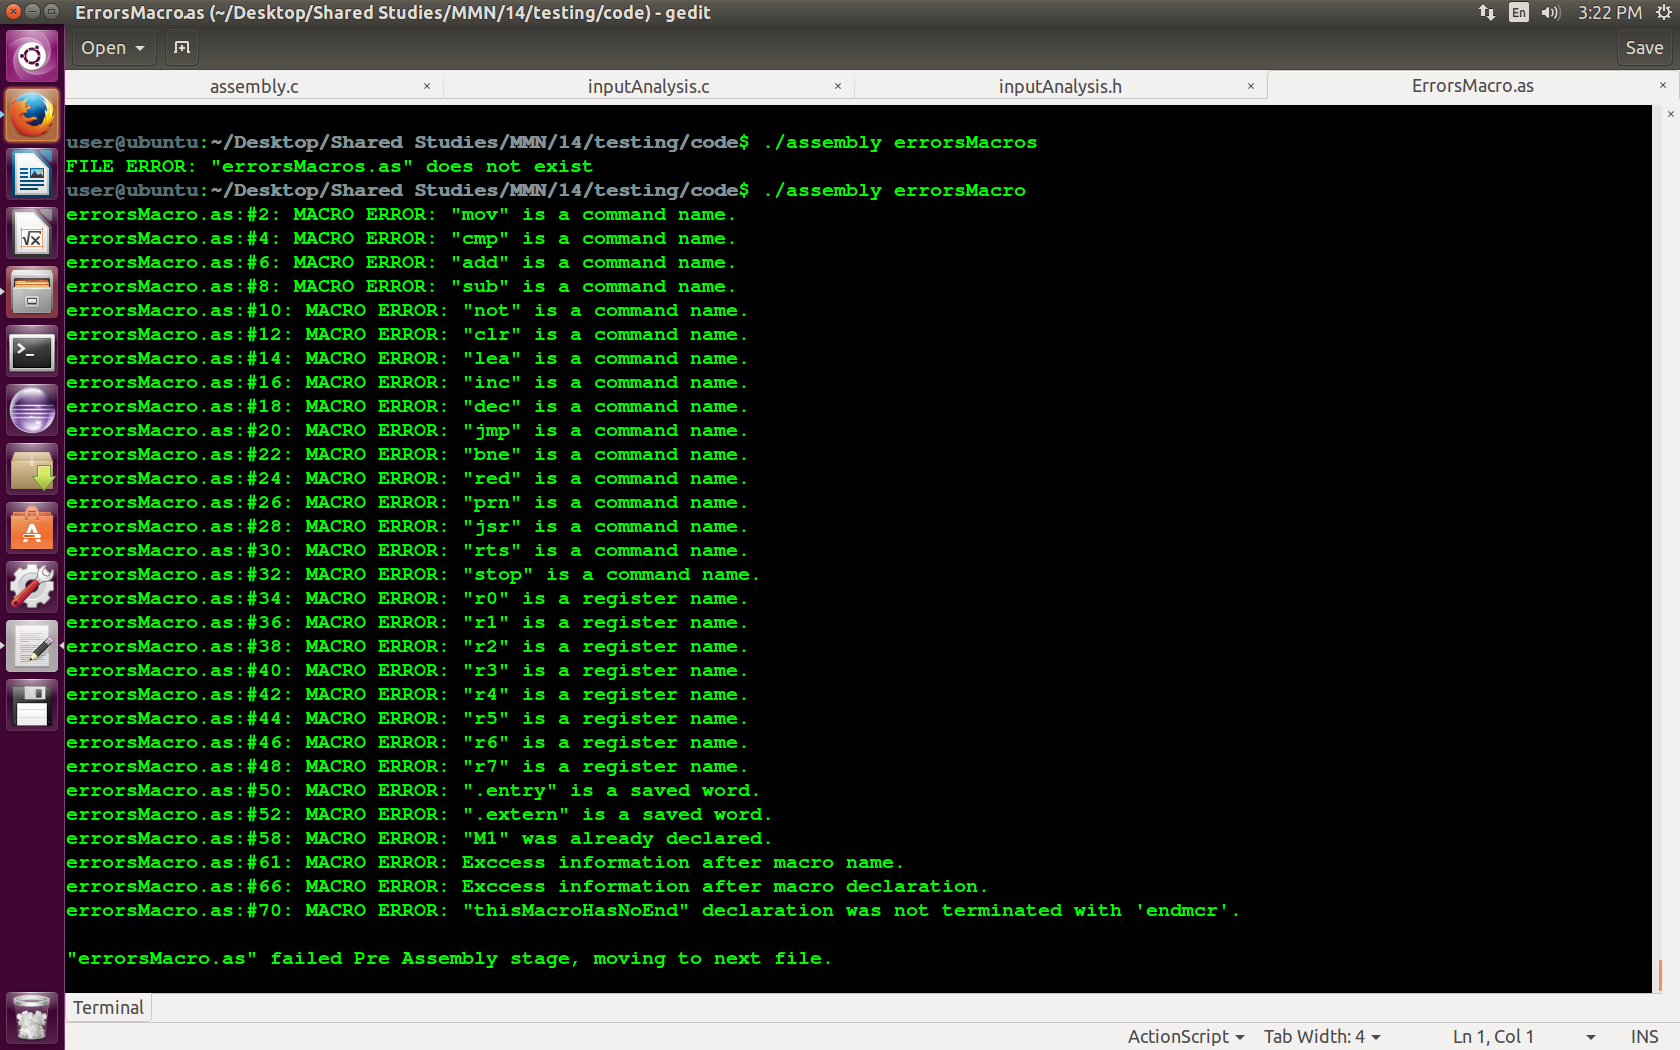 ErrorsMacro.as (~/Desktop/Shared Studies/MMN/14/testing/code) - gedit
En
3:22 PM
Open
Save
assembly.c
inputAnalysis.c
inputAnalysis.h
ErrorsMacro.as
user@ubuntu:~/Desktop/Shared Studies/MMN/14/testing/code$ ./assembly errorsMacros
FILE ERROR: "errorsMacros.as" does not exist
user@ubuntu:~/Desktop/Shared Studies/MMN/14/testing/code$ ./assembly errorsMacro
errorsMacro.as:#2: MACRO ERROR: "mov" is a command name.
errorsMacro.as:#4: MACRO ERROR: "cmp" is a command name.
errorsMacro.as:#6: MACRO ERROR: "add" is a command name.
errorsMacro.as:#8: MACRO ERROR: "sub" is a command name.
errorsMacro.as:#10: MACRO ERROR: "not" is a command name.
errorsMacro.as:#12: MACRO ERROR: "clr" is a command name.
errorsMacro.as:#14: MACRO ERROR: "lea" is a command name.
errorsMacro.as:#16: MACRO ERROR: "inc" is a command name.
errorsMacro.as:#18: MACRO ERROR: "dec" is a command name.
errorsMacro.as:#20: MACRO ERROR: "jmp" is a command name.
errorsMacro.as:#22: MACRO ERROR: "bne" is a command name.
errorsMacro.as:#24: MACRO ERROR: "red" is a command name.
errorsMacro.as:#26: MACRO ERROR: "prn" is a command name.
errorsMacro.as:#28: MACRO ERROR: "jsr" is a command name.
errorsMacro.as:#30: MACRO ERROR: "rts" is a command name.
errorsMacro.as:#32: MACRO ERROR: "stop" is a command name.
errorsMacro.as:#34: MACRO ERROR: "r0" is a register name.
errorsMacro.as:#36: MACRO ERROR: "r1" is a register name.
errorsMacro.as:#38: MACRO ERROR: "r2" is a register name.
errorsMacro.as:#40: MACRO ERROR: "r3" is a register name.
errorsMacro.as:#42: MACRO ERROR: "r4" is a register name.
errorsMacro.as:#44: MACRO ERROR: "r5" is a register name.
errorsMacro.as:#46: MACRO ERROR: "r6" is a register name.
errorsMacro.as:#48: MACRO ERROR: "r7" is a register name.
errorsMacro.as:#50: MACRO ERROR: ".entry" is a saved word.
errorsMacro.as:#52: MACRO ERROR: ".extern" is a saved word.
errorsMacro.as:#58: MACRO ERROR: "M1" was already declared.
errorsMacro.as:#61: MACRO ERROR: Exccess information after macro name.
errorsMacro.as:#66: MACRO ERROR: Exccess information after macro declaration.
errorsMacro.as:#70: MACRO ERROR: "thisMacroHasNoEnd" declaration was not terminated with 'endmcr'.
"errorsMacro.as" failed Pre Assembly stage, moving to next file.
Terminal
ActionScript
Tab Width: 4
Ln 1, Col 1
INS